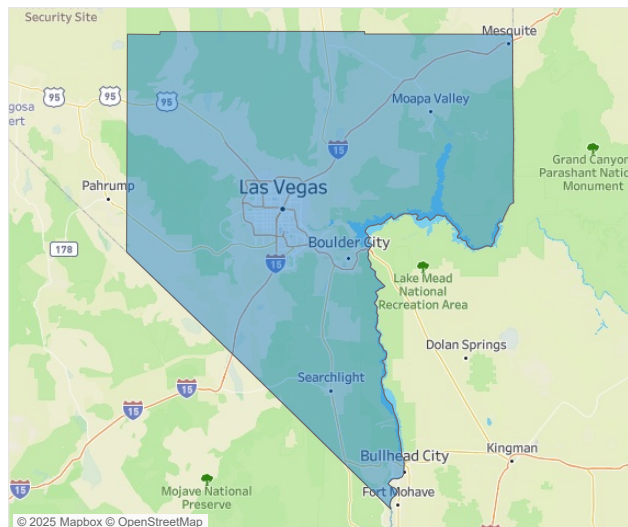 Security Site
Mesquite
95
95
95
gosa
ert
Moapa Valley
15
Grand Canyon
Parashant Nation
Monument
Pahrump
Las Vegas
178
15
Boulder City
Lake Mead
National
Recreation Area
Dolan Springs
Searchlight
15
15
15
Bullhead City
Kingman
Mojave National
Preserve
Fort Mohave
© 2025 Mapbox © OpenStreetMap